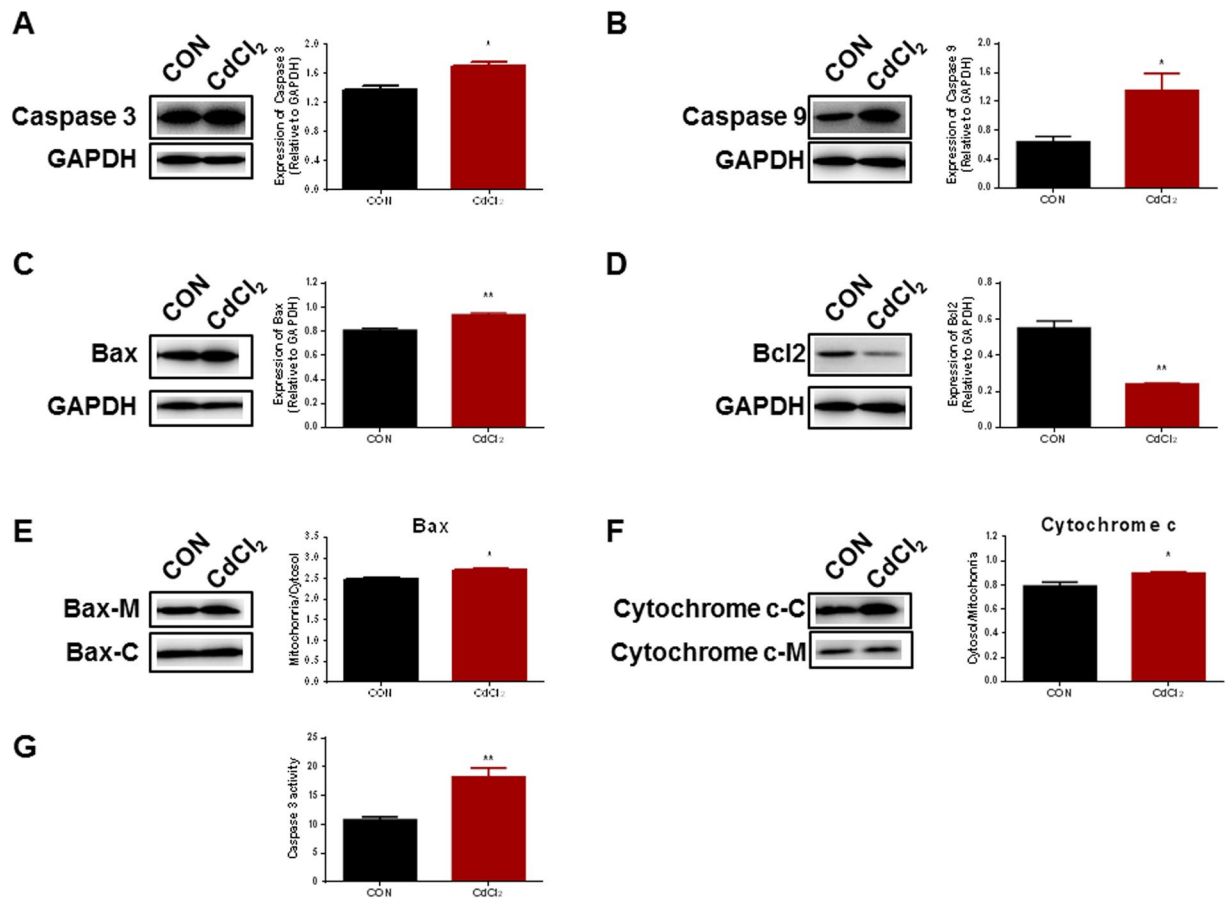 A
CON
CdCl2
Caspase 3
GAPDH
Expression of Caspase 3
(Relative to GAPDH)
2.0
1.6
1.2
0.8
0.4
0.0
*
CON
CdCl2
B
CON
CdCl2
Caspase 9
GAPDH
Expression of Caspase 9
(Relative to GAPDH)
2.0
1.6
1.2
0.8
0.4
0.0
*
CON
CdCl2
C
CON
CdCl2
Bax
GAPDH
Expression of Bax
(Relative to GAPDH)
1.2
1.0
0.8
0.6
0.4
0.2
0.0
**
CON
CdCl2
D
CON
CdCl2
Bcl2
GAPDH
Expression of Bcl2
(Relative to GAPDH)
0.8
0.6
0.4
0.2
0.0
**
CON
CdCl2
E
CON
CdCl2
Bax-M
Bax-C
Bax
Mitochonria/Cytosol
3.5
3.0
2.5
2.0
1.5
1.0
0.5
0.0
*
CON
CdCl2
F
CON
CdCl2
Cytochrome c-C
Cytochrome c-M
Cytochrome c
Cytosol/Mitochonria
1.0
0.8
0.6
0.4
0.2
0.0
*
CON
CdCl2
G
Caspase 3 activity
25
20
15
10
5
0
**
CON
CdCl2